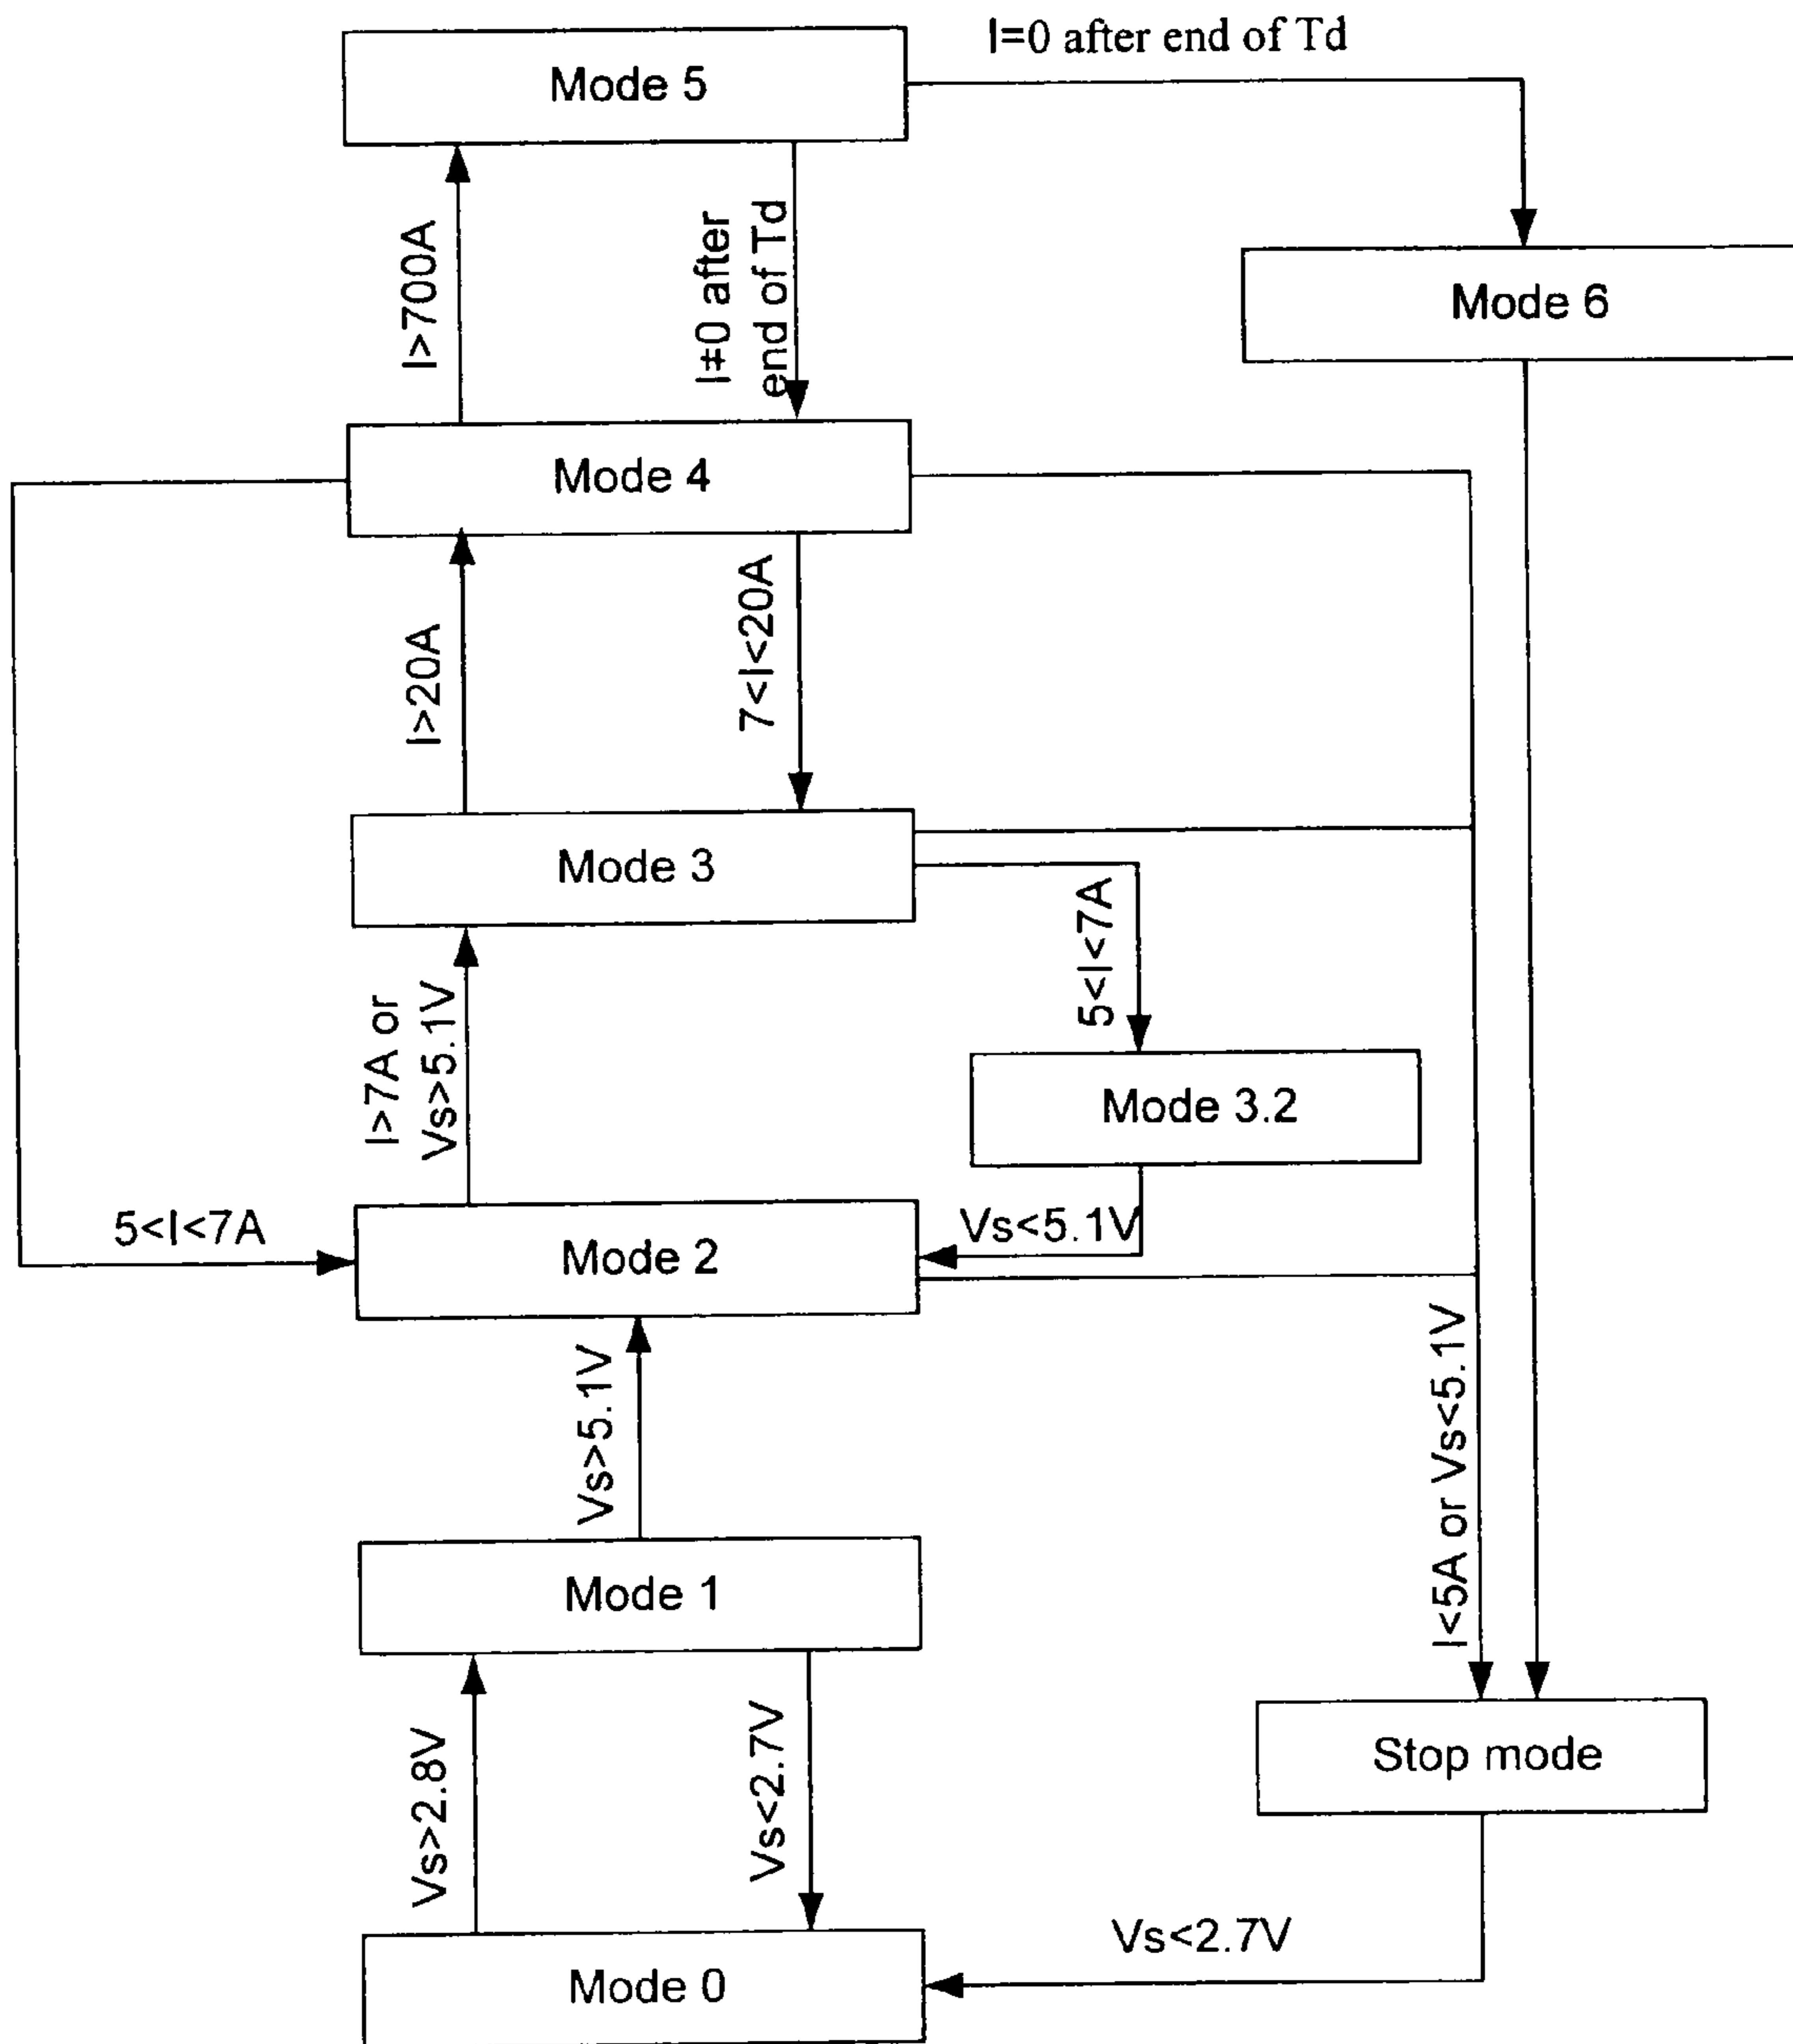 I=0 after end of Td
Mode 5
I>700A
I≠0 after
end of Td
Mode 6
Mode 4
I>20A
7<I<20A
Mode 3
5<I<7A
I>7A or
Vs>5.1V
Mode 3.2
5<I<7A
Vs<5.1V
Mode 2
Vs>5.1V
I<5A or Vs<5.1V
Mode 1
Vs>2.8V
Vs<2.7V
Stop mode
Vs<2.7V
Mode 0